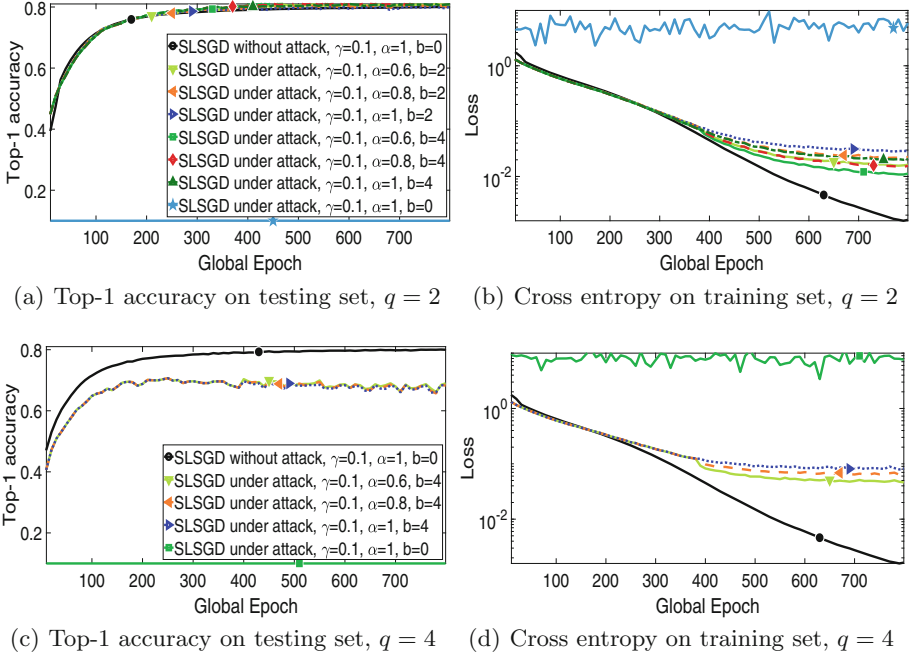 0.8
0.6
0.4
0.2
Top-1 accuracy
SLSGD without attack, γ=0.1, α=1, b=0
SLSGD under attack, γ=0.1, α=0.6, b=2
SLSGD under attack, γ=0.1, α=0.8, b=2
SLSGD under attack, γ=0.1, α=1, b=2
SLSGD under attack, γ=0.1, α=0.6, b=4
SLSGD under attack, γ=0.1, α=0.8, b=4
SLSGD under attack, γ=0.1, α=1, b=4
SLSGD under attack, γ=0.1, α=1, b=0
100 200 300 400 500 600 700
Global Epoch
(a) Top-1 accuracy on testing set, q = 2
10^0
10^-2
Loss
100 200 300 400 500 600 700
Global Epoch
(b) Cross entropy on training set, q = 2
0.8
0.6
0.4
0.2
Top-1 accuracy
SLSGD without attack, γ=0.1, α=1, b=0
SLSGD under attack, γ=0.1, α=0.6, b=4
SLSGD under attack, γ=0.1, α=0.8, b=4
SLSGD under attack, γ=0.1, α=1, b=4
SLSGD under attack, γ=0.1, α=1, b=0
100 200 300 400 500 600 700
Global Epoch
(c) Top-1 accuracy on testing set, q = 4
10^0
10^-2
Loss
100 200 300 400 500 600 700
Global Epoch
(d) Cross entropy on training set, q = 4